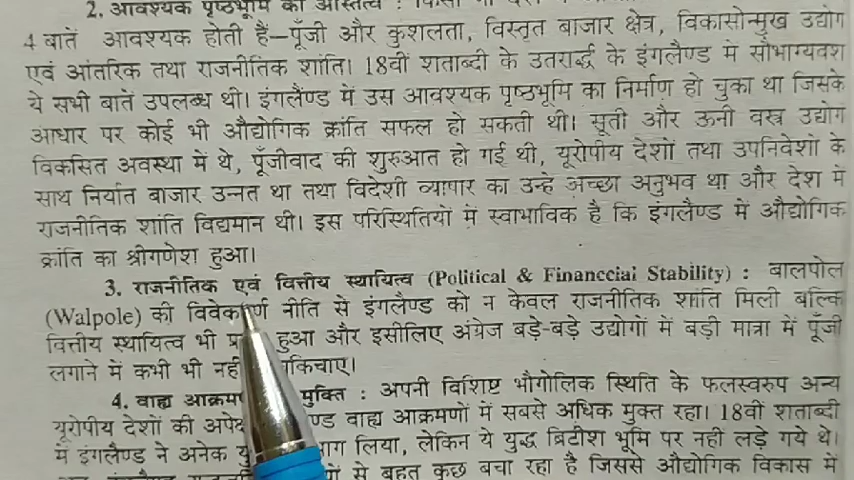 2. आवश्यक पृष्ठभूमि का अस्तित्व :
4 बातें आवश्यक होती हैं—पूँजी और कुशलता, विस्तृत बाजार क्षेत्र, विकासोन्मुख उद्योग
एवं आंतरिक तथा राजनीतिक शांति। 18वीं शताब्दी के उतरार्द्ध के इंगलैण्ड में सौभाग्यवश
ये सभी बातें उपलब्ध थी। इंगलैण्ड में उस आवश्यक पृष्ठभूमि का निर्माण हो चुका था जिसके
आधार पर कोई भी औद्योगिक क्रांति सफल हो सकती थी। सूती और ऊनी वस्त्र उद्योग
विकसित अवस्था में थे, पूँजीवाद की शुरुआत हो गई थी, यूरोपीय देशों तथा उपनिवेशों के
साथ निर्यात बाजार उन्नत था तथा विदेशी व्यापार का उन्हे अच्छा अनुभव था और देश में
राजनीतिक शांति विद्यमान थी। इस परिस्थितियों में स्वाभाविक है कि इंगलैण्ड में औद्योगिक
क्रांति का श्रीगणेश हुआ।
3. राजनीतिक एवं वित्तीय स्थायित्व (Political & Financciai Stability) : बालपोल
(Walpole) की नीति से इंगलैण्ड को न केवल राजनीतिक शांति मिली बल्कि
वित्तीय स्थायित्व भी हुआ और इसीलिए अंग्रेज बड़े-बड़े उद्योगों में बड़ी मात्रा में पूँजी
लगाने में कभी भी
4. वाह्य मुक्ति : अपनी विशिष्ट भौगोलिक स्थिति के फलस्वरुप अन्य
यूरोपीय देशों की वाह्य आक्रमणों में सबसे अधिक मुक्त रहा। 18वीं शताब्दी
में इंगलैण्ड ने अनेक लिया, लेकिन ये युद्ध ब्रिटीश भूमि पर नहीं लड़े गये थे।
से बहुत कुछ बचा रहा है जिससे औद्योगिक विकास में